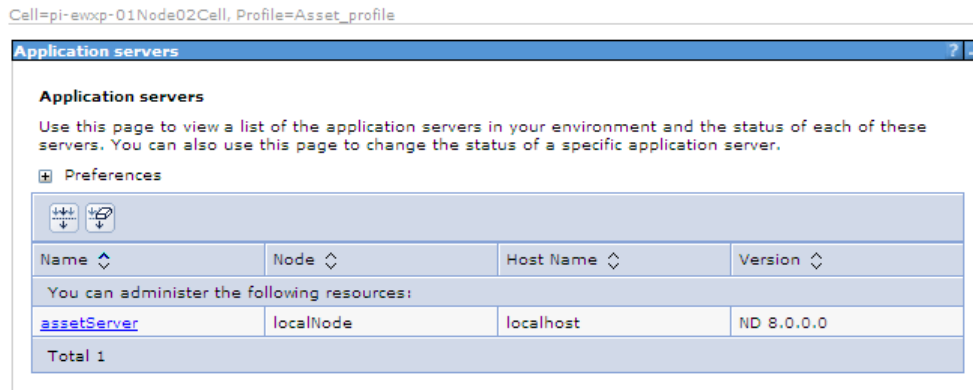 Cell=pi-ewxp-01Node02Cell, Profile=Asset_profile
Application servers ? -
Application servers
Use this page to view a list of the application servers in your environment and the status of each of these
servers. You can also use this page to change the status of a specific application server.
+ Preferences
Name Node Host Name Version
You can administer the following resources:
assetServer localNode localhost ND 8.0.0.0
Total 1